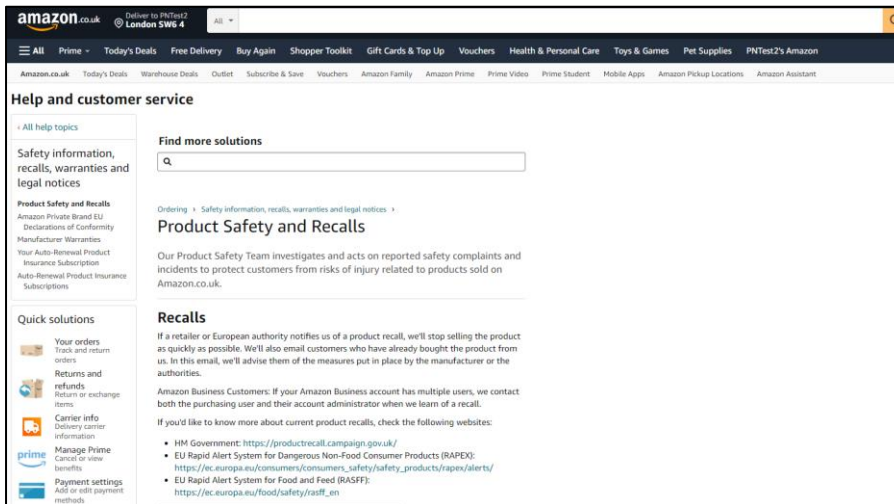 amazon.co.uk
Deliver to PNTest2
London SW6 4
All
All Prime Today's Deals Free Delivery Buy Again Shopper Toolkit Gift Cards & Top Up Vouchers Health & Personal Care Toys & Games Pet Supplies PNTest2's Amazon
Amazon.co.uk Today's Deals Warehouse Deals Outlet Subscribe & Save Vouchers Amazon Family Amazon Prime Prime Video Prime Student Mobile Apps Amazon Pickup Locations Amazon Assistant
Help and customer service
‹ All help topics
Safety information,
recalls, warranties and
legal notices
Product Safety and Recalls
Amazon Private Brand EU
Declarations of Conformity
Manufacturer Warranties
Your Auto-Renewal Product
Insurance Subscription
Auto-Renewal Product Insurance
Subscriptions
Quick solutions
Your orders
Track and return
orders
Returns and
refunds
Return or exchange
items
Carrier info
Delivery carrier
information
prime
Manage Prime
Cancel or view
benefits
Payment settings
Add or edit payment
methods
Find more solutions
Ordering › Safety information, recalls, warranties and legal notices ›
Product Safety and Recalls
Our Product Safety Team investigates and acts on reported safety complaints and
incidents to protect customers from risks of injury related to products sold on
Amazon.co.uk.
Recalls
If a retailer or European authority notifies us of a product recall, we'll stop selling the product
as quickly as possible. We'll also email customers who have already bought the product from
us. In this email, we'll advise them of the measures put in place by the manufacturer or the
authorities.
Amazon Business Customers: If your Amazon Business account has multiple users, we contact
both the purchasing user and their account administrator when we learn of a recall.
If you'd like to know more about current product recalls, check the following websites:
• HM Government: https://productrecall.campaign.gov.uk/
• EU Rapid Alert System for Dangerous Non-Food Consumer Products (RAPEX):
https://ec.europa.eu/consumers/consumers_safety/safety_products/rapex/alerts/
• EU Rapid Alert System for Food and Feed (RASFF):
https://ec.europa.eu/food/safety/rasff_en